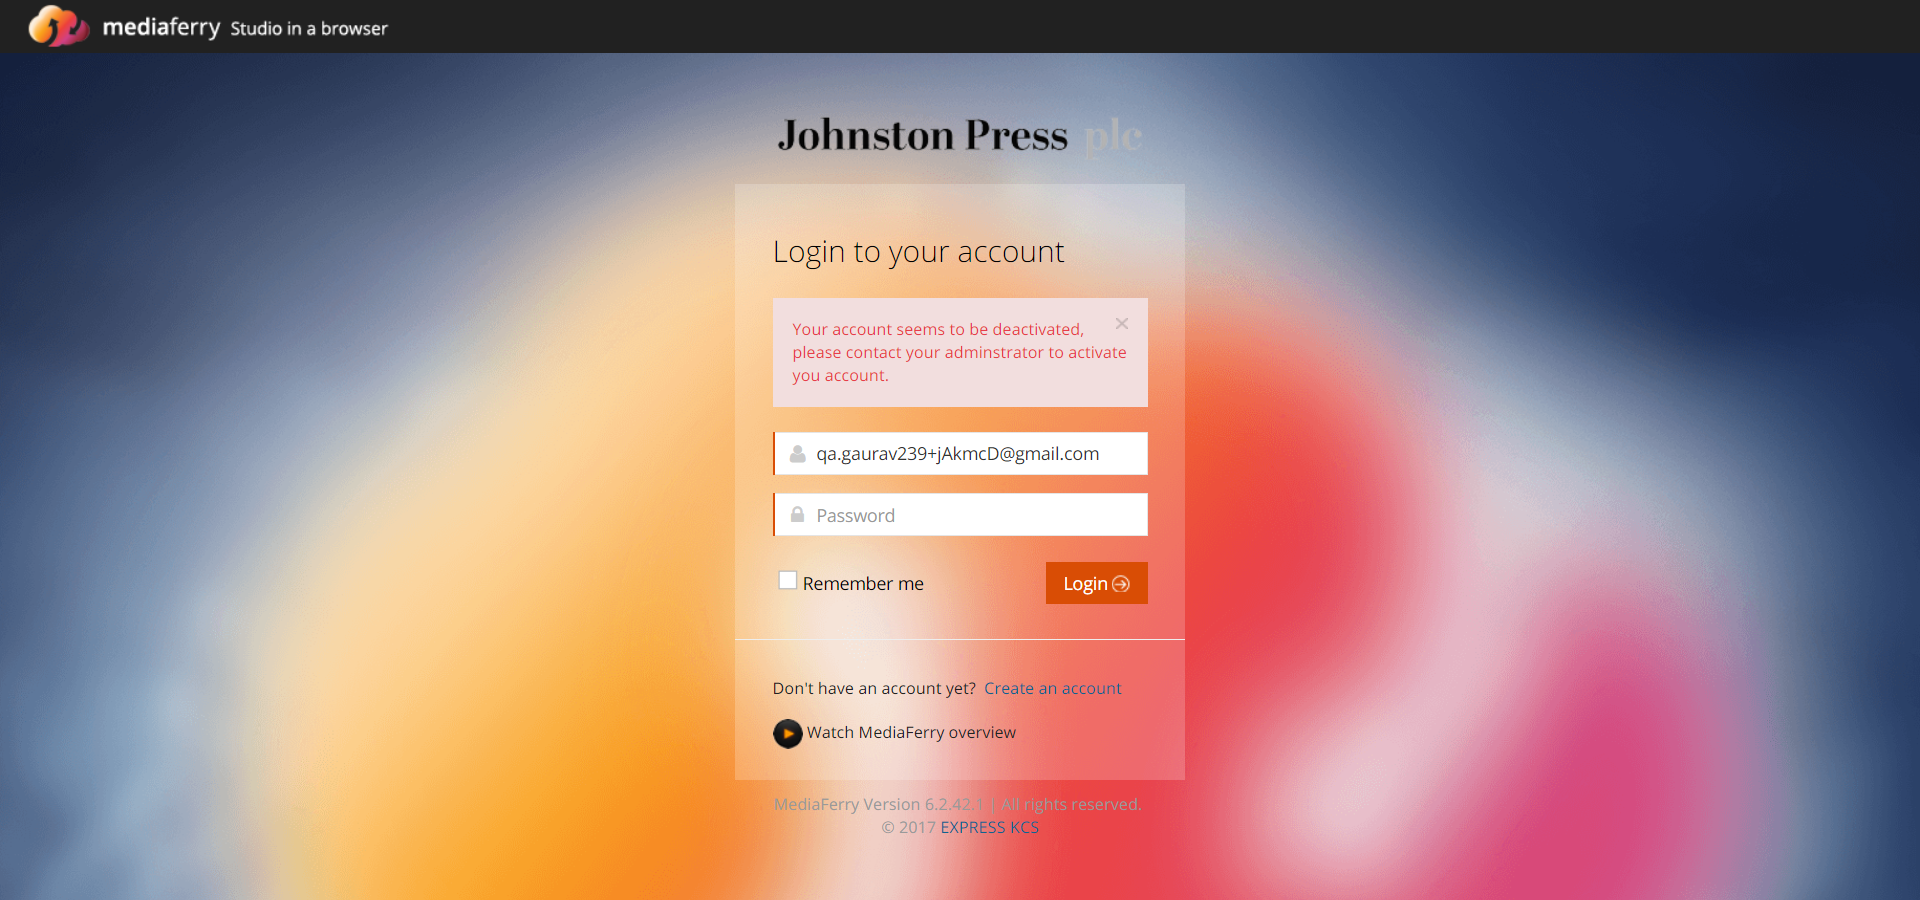 mediaferry Studio in a browser
Johnston Press plc
Login to your account
Your account seems to be deactivated,
please contact your adminstrator to activate
you account.
qa.gaurav239+jAkmcD@gmail.com
Password
Remember me
Login
Don't have an account yet? Create an account
Watch MediaFerry overview
MediaFerry Version 6.2.42.1 | All rights reserved.
© 2017 EXPRESS KCS